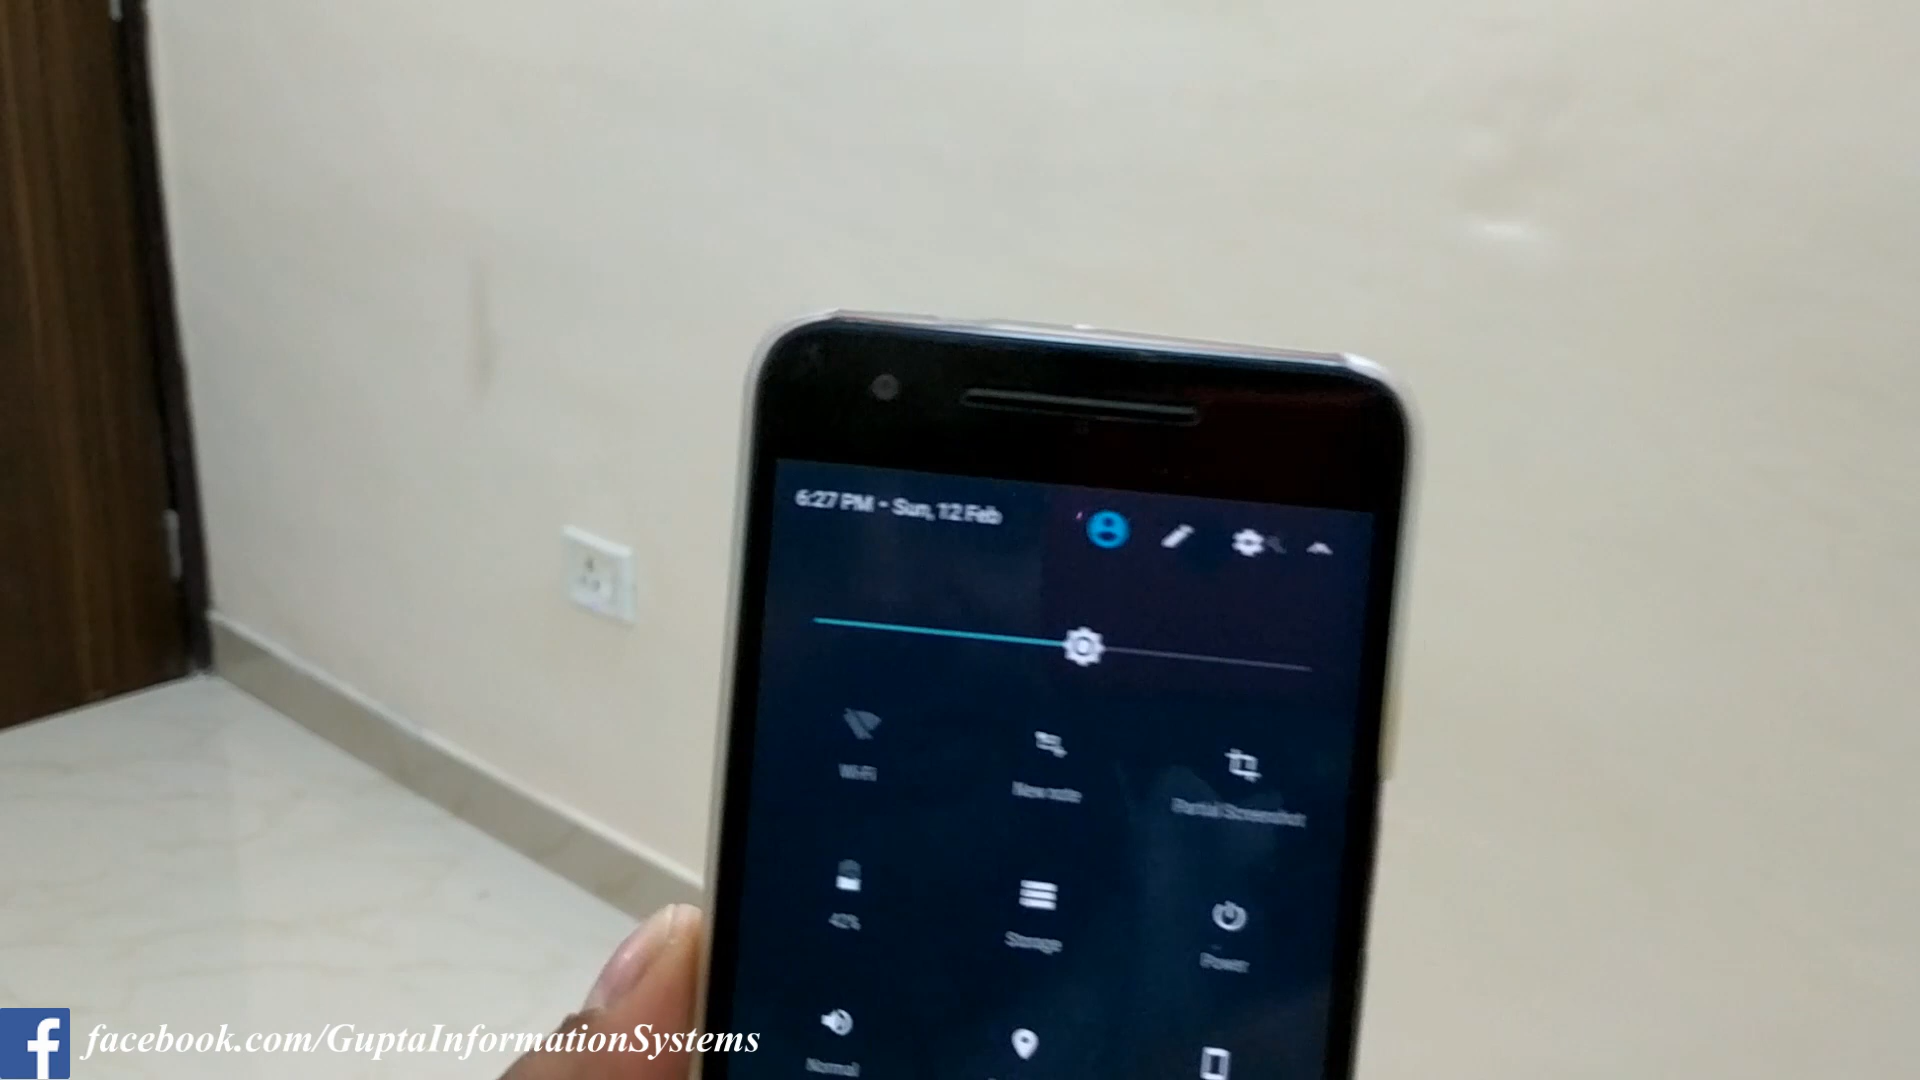 6:27 PM • Sun, 12 Feb
Wi-Fi
New note
Partial Screenshot
42%
Storage
Power
Normal
facebook.com/GuptaInformationSystems